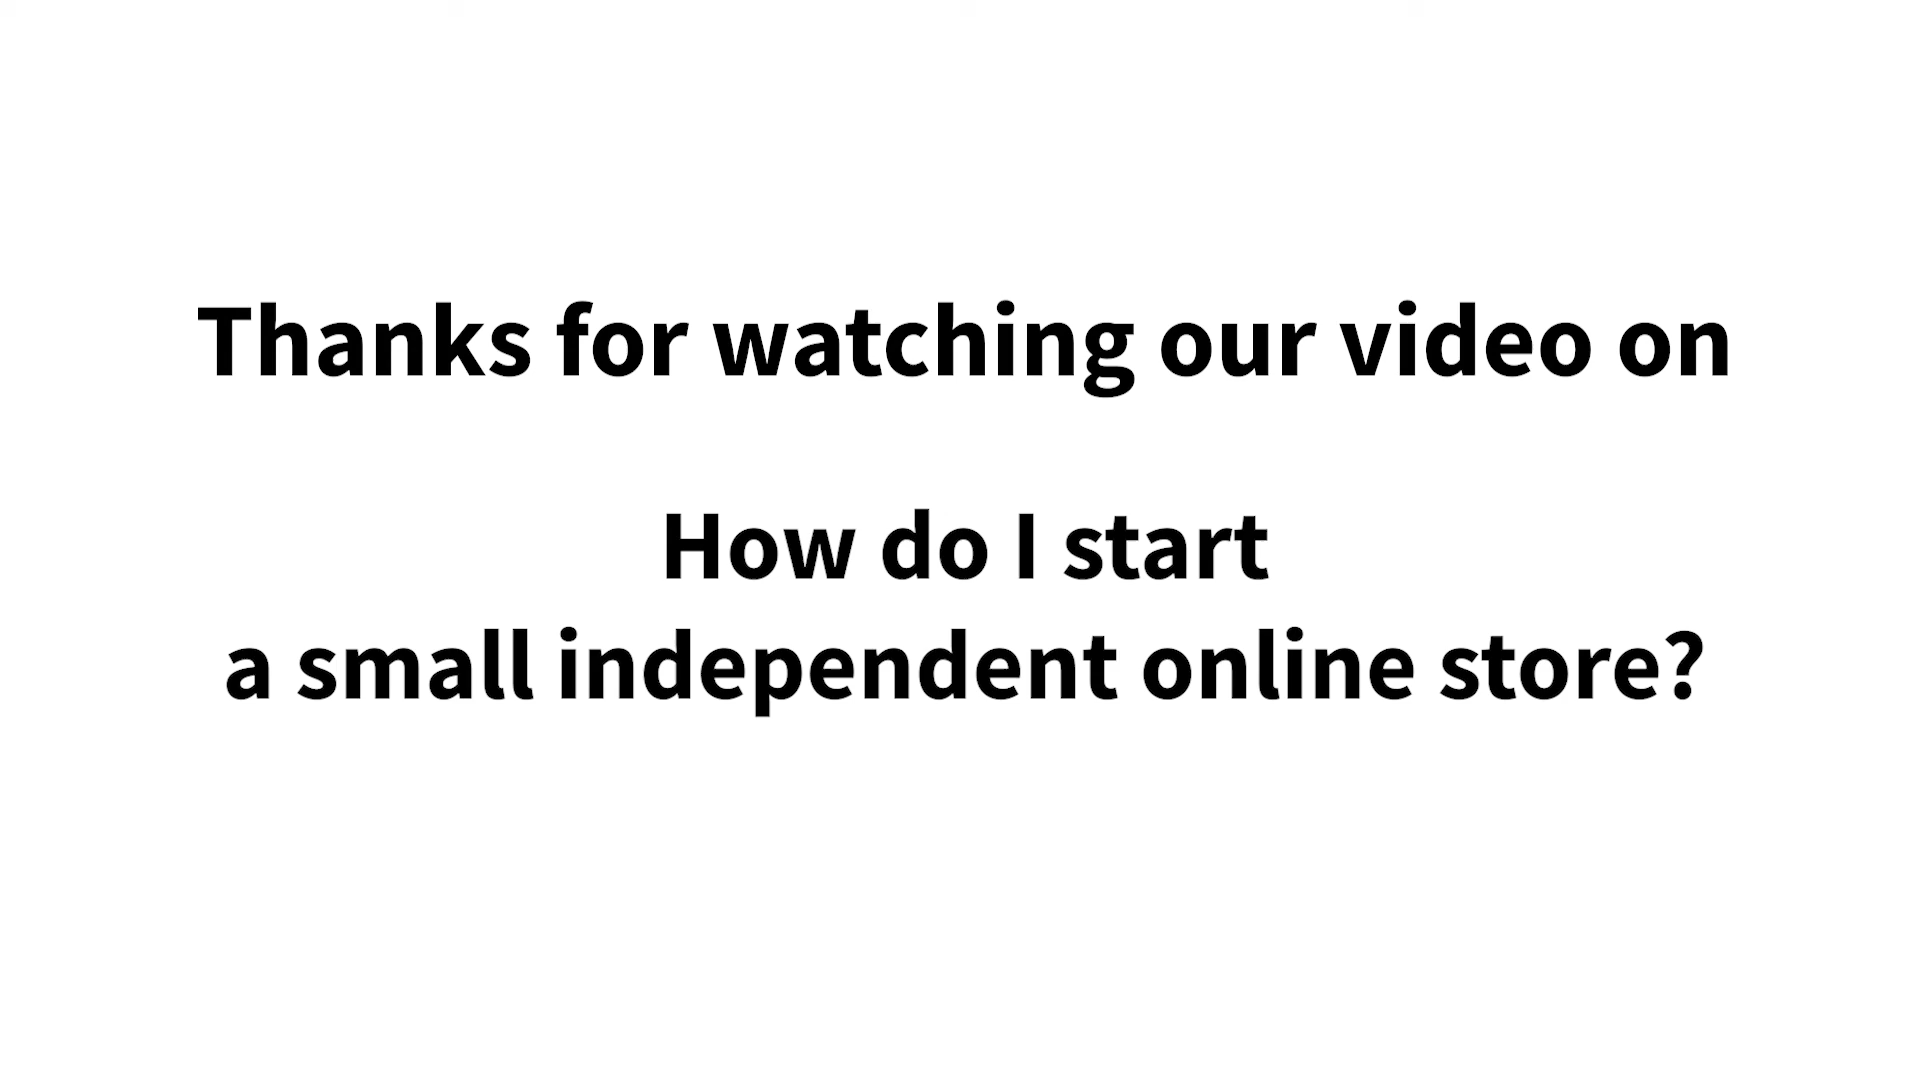 Thanks for watching our video on
How do I start
a small independent online store?